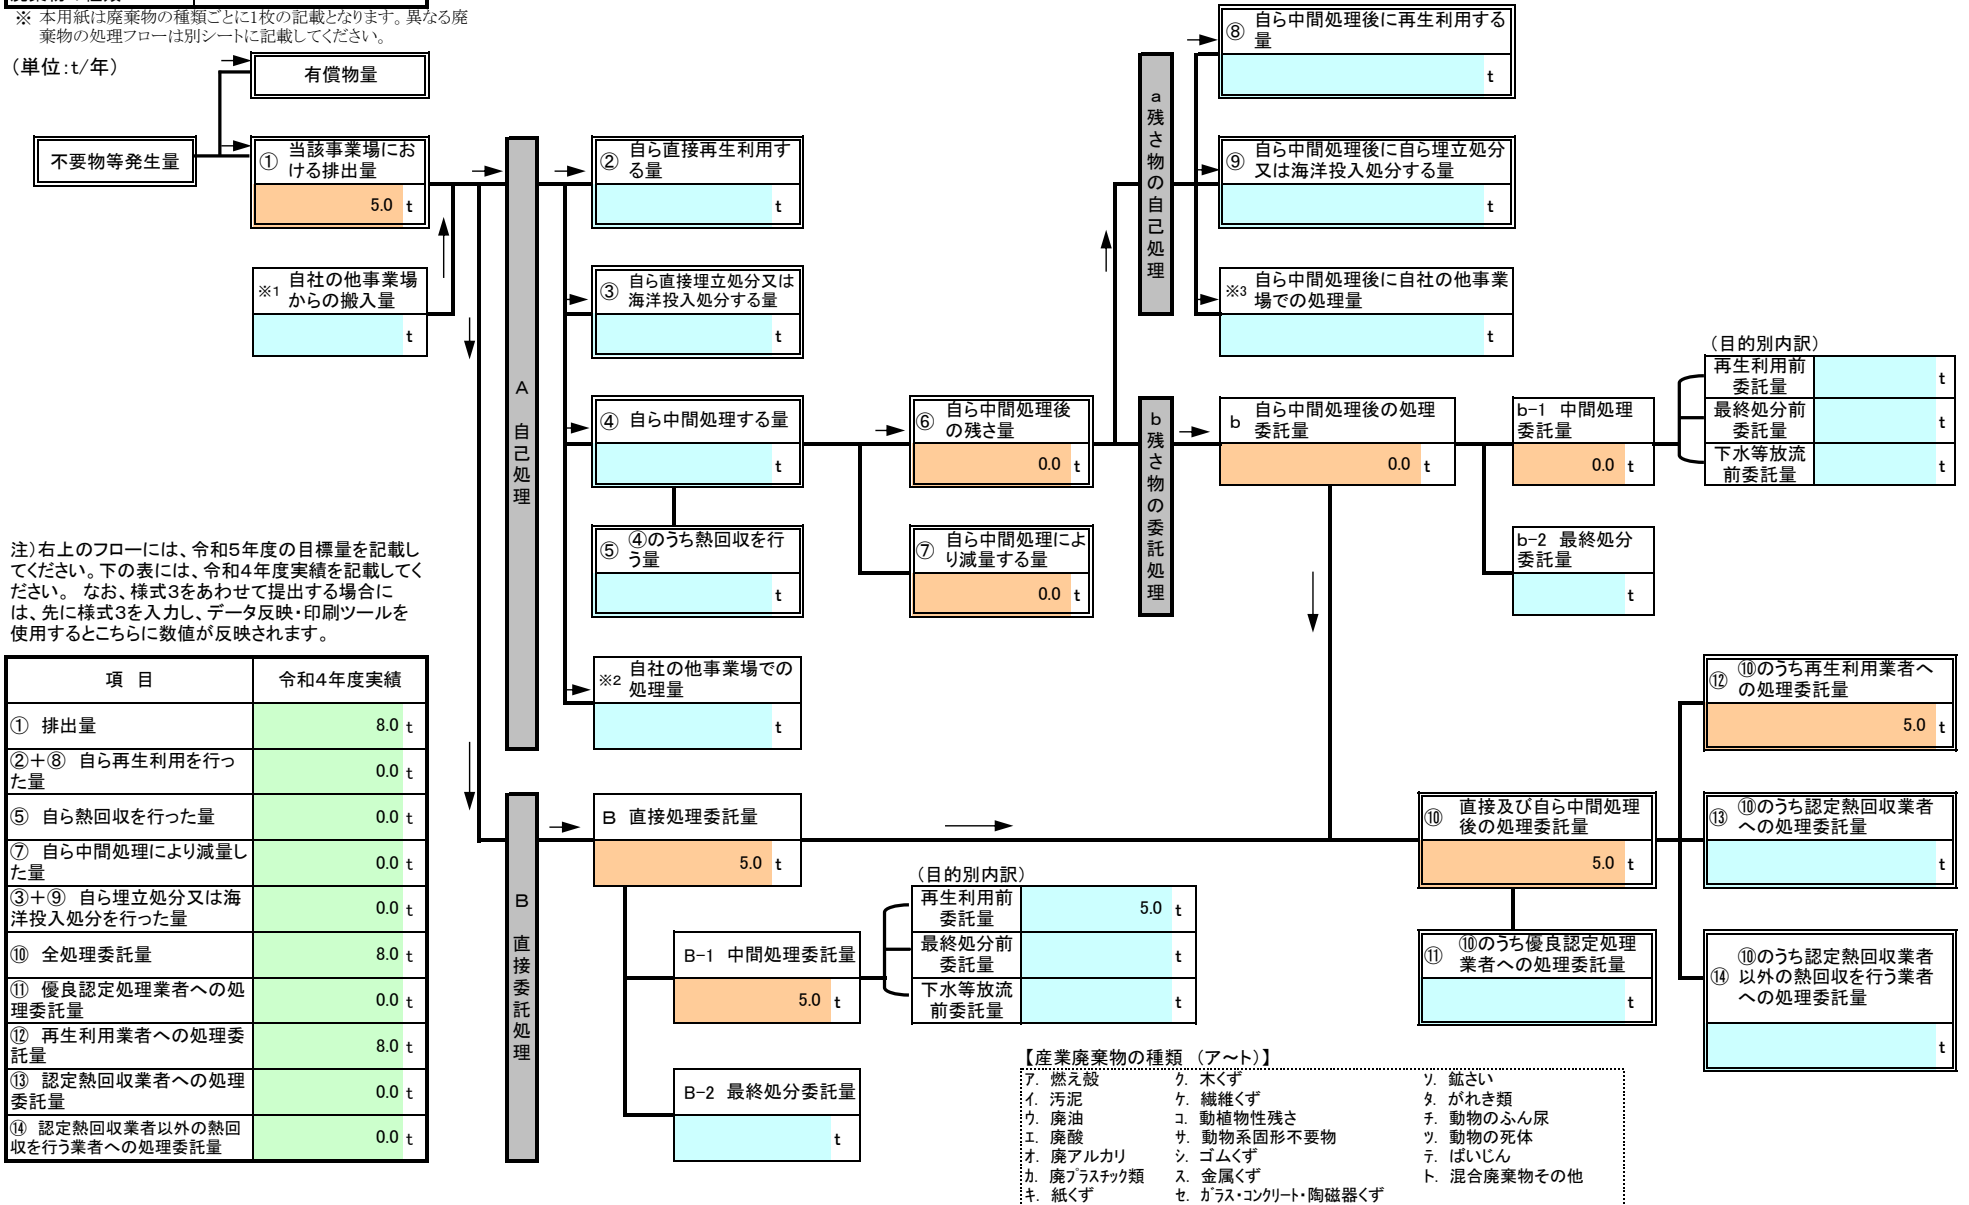 ※ 本用紙は廃棄物の種類ごとに1枚の記載となります。異なる廃
棄物の処理フローは別シートに記載してください。
（単位：t/年）
有償物量
不要物等発生量
① 当該事業場にお
ける排出量
5.0 t
※1 自社の他事業場
からの搬入量
t
A 自己処理
② 自ら直接再生利用す
る量
t
③ 自ら直接埋立処分又は
海洋投入処分する量
t
④ 自ら中間処理する量
t
⑤ ④のうち熱回収を行
う量
t
※2 自社の他事業場での
処理量
t
⑥ 自ら中間処理後
の残さ量
0.0 t
⑦ 自ら中間処理によ
り減量する量
0.0 t
a 残さ物の自己処理
⑧ 自ら中間処理後に再生利用する
量
t
⑨ 自ら中間処理後に自ら埋立処分
又は海洋投入処分する量
t
※3 自ら中間処理後に自社の他事業
場での処理量
t
b 残さ物の委託処理
b 自ら中間処理後の処理
委託量
0.0 t
b-1 中間処理
委託量
0.0 t
（目的別内訳）
再生利用前
委託量
t
最終処分前
委託量
t
下水等放流
前委託量
t
b-2 最終処分
委託量
t
注）右上のフローには、令和５年度の目標量を記載し
てください。下の表には、令和４年度実績を記載してく
ださい。 なお、様式３をあわせて提出する場合に
は、先に様式３を入力し、データ反映・印刷ツールを
使用するとこちらに数値が反映されます。
項 目 令和４年度実績
① 排出量 8.0 t
②＋⑧ 自ら再生利用を行っ
た量 0.0 t
⑤ 自ら熱回収を行った量 0.0 t
⑦ 自ら中間処理により減量し
た量 0.0 t
③＋⑨ 自ら埋立処分又は海
洋投入処分を行った量 0.0 t
⑩ 全処理委託量 8.0 t
⑪ 優良認定処理業者への処
理委託量 0.0 t
⑫ 再生利用業者への処理委
託量 8.0 t
⑬ 認定熱回収業者への処理
委託量 0.0 t
⑭ 認定熱回収業者以外の熱回
収を行う業者への処理委託量 0.0 t
B 直接委託処理
B 直接処理委託量
5.0 t
B-1 中間処理委託量
5.0 t
（目的別内訳）
再生利用前
委託量
5.0 t
最終処分前
委託量
t
下水等放流
前委託量
t
B-2 最終処分委託量
t
⑩ 直接及び自ら中間処理
後の処理委託量
5.0 t
⑪ ⑩のうち優良認定処理
業者への処理委託量
t
⑫ ⑩のうち再生利用業者へ
の処理委託量
5.0 t
⑬ ⑩のうち認定熱回収業者
への処理委託量
t
⑭ ⑩のうち認定熱回収業者
以外の熱回収を行う業者
への処理委託量
t
【産業廃棄物の種類 （ア～ト）】
ア. 燃え殻 ク. 木くず ソ. 鉱さい
イ. 汚泥 ケ. 繊維くず タ. がれき類
ウ. 廃油 コ. 動植物性残さ チ. 動物のふん尿
エ. 廃酸 サ. 動物系固形不要物 ツ. 動物の死体
オ. 廃アルカリ シ. ゴムくず テ. ばいじん
カ. 廃プラスチック類 ス. 金属くず ト. 混合廃棄物その他
キ. 紙くず セ. ガラス・コンクリート・陶磁器くず